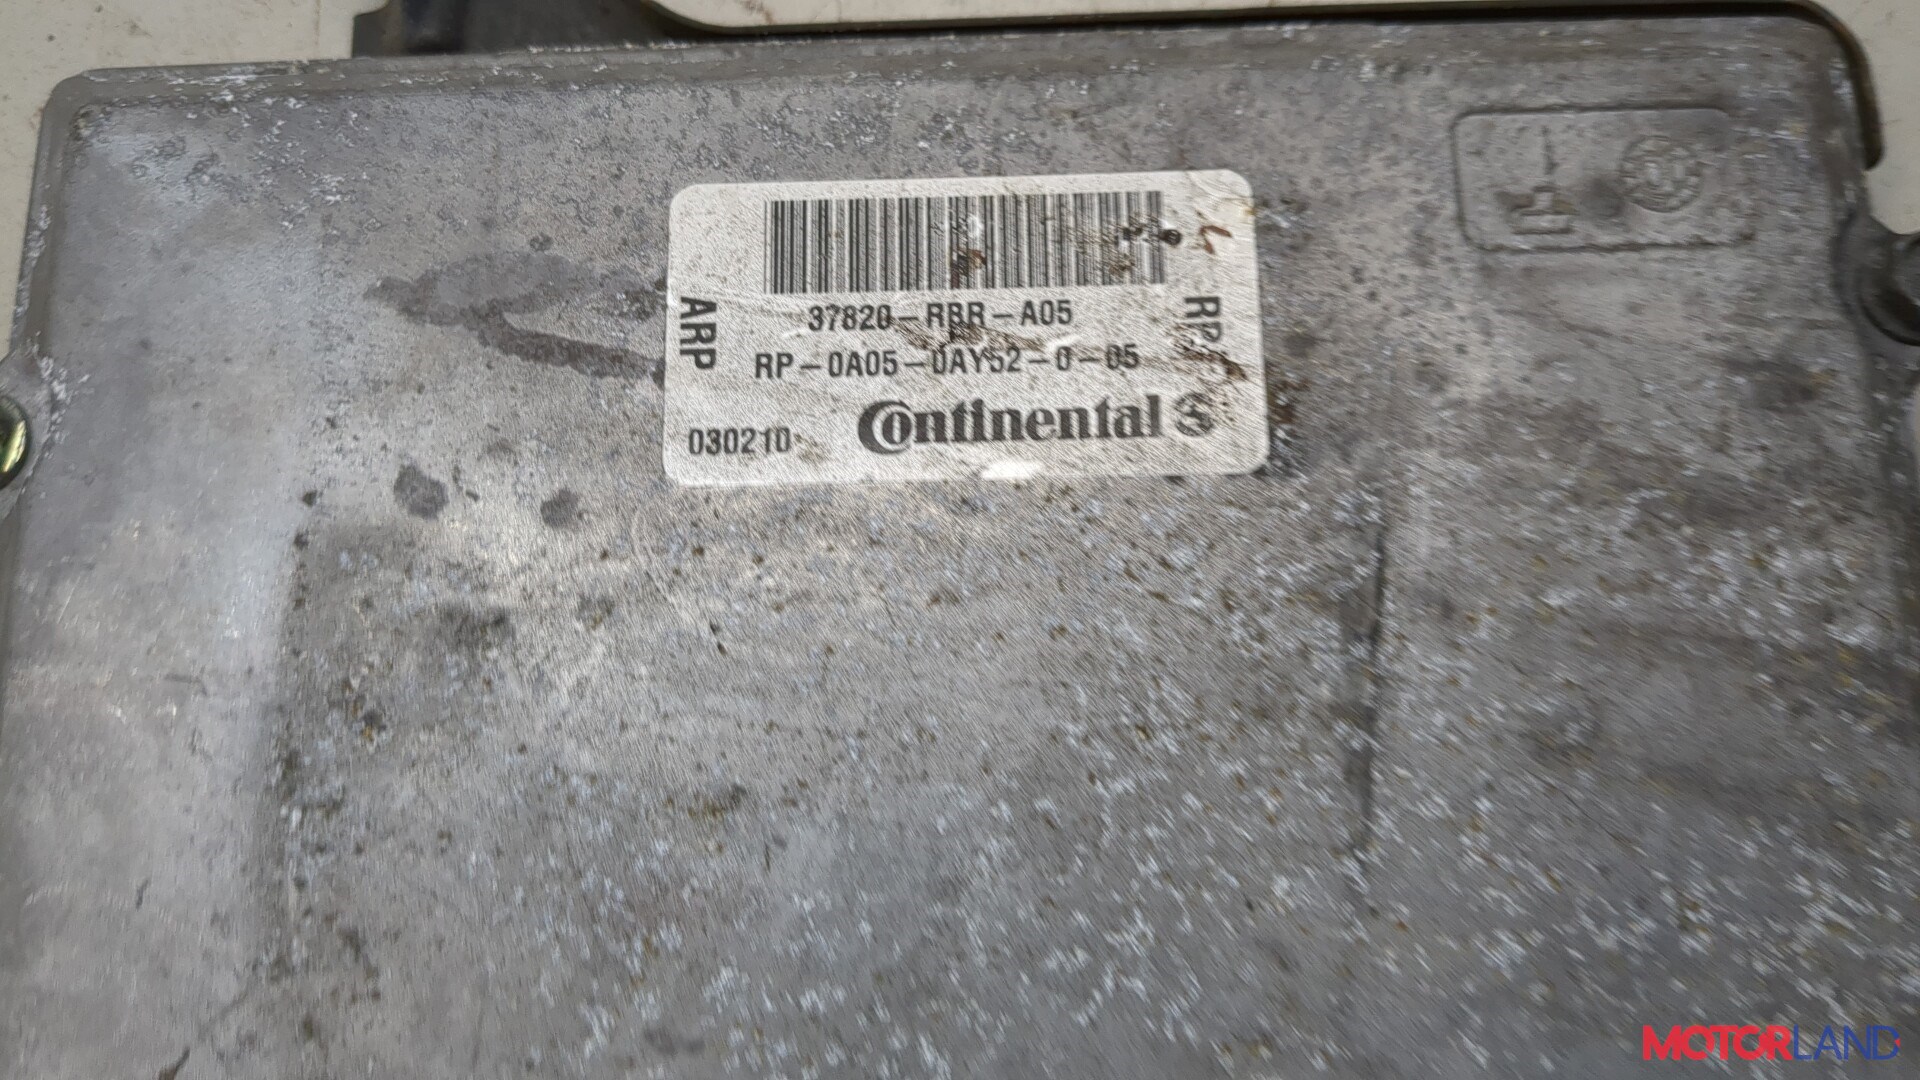 37820-RBR-A05
RP-0A05-0AY52-0-05
ARP
030210
Continental
MOTORLAND